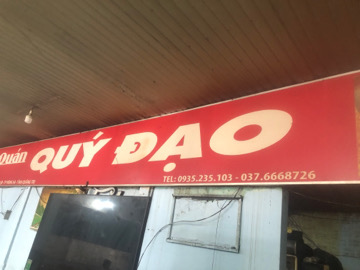 Quán QUÝ ĐẠO
TEL: 0935.235.103 - 037.6668726